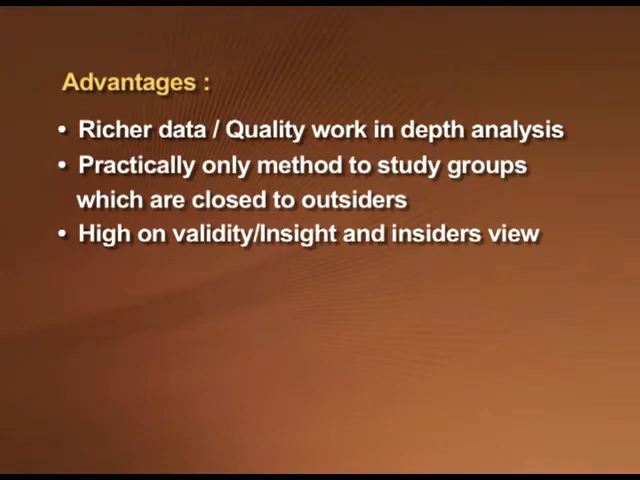 Advantages :
• Richer data / Quality work in depth analysis
• Practically only method to study groups
which are closed to outsiders
• High on validity/Insight and insiders view